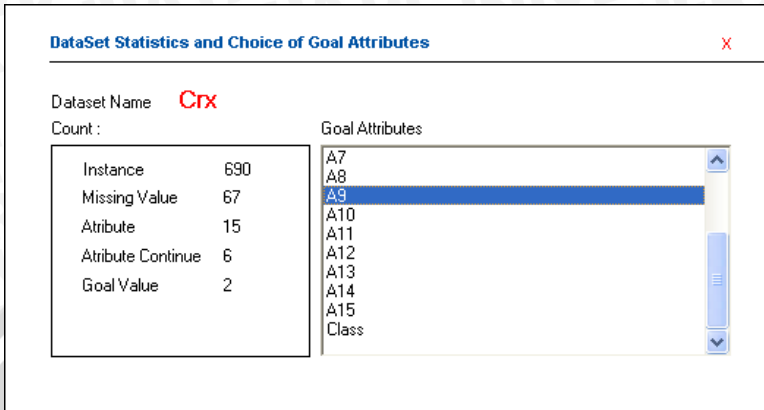 DataSet Statistics and Choice of Goal Attributes X
Dataset Name Crx
Count : Goal Attributes
Instance 690
Missing Value 67
Atribute 15
Atribute Continue 6
Goal Value 2
A7
A8
A9
A10
A11
A12
A13
A14
A15
Class